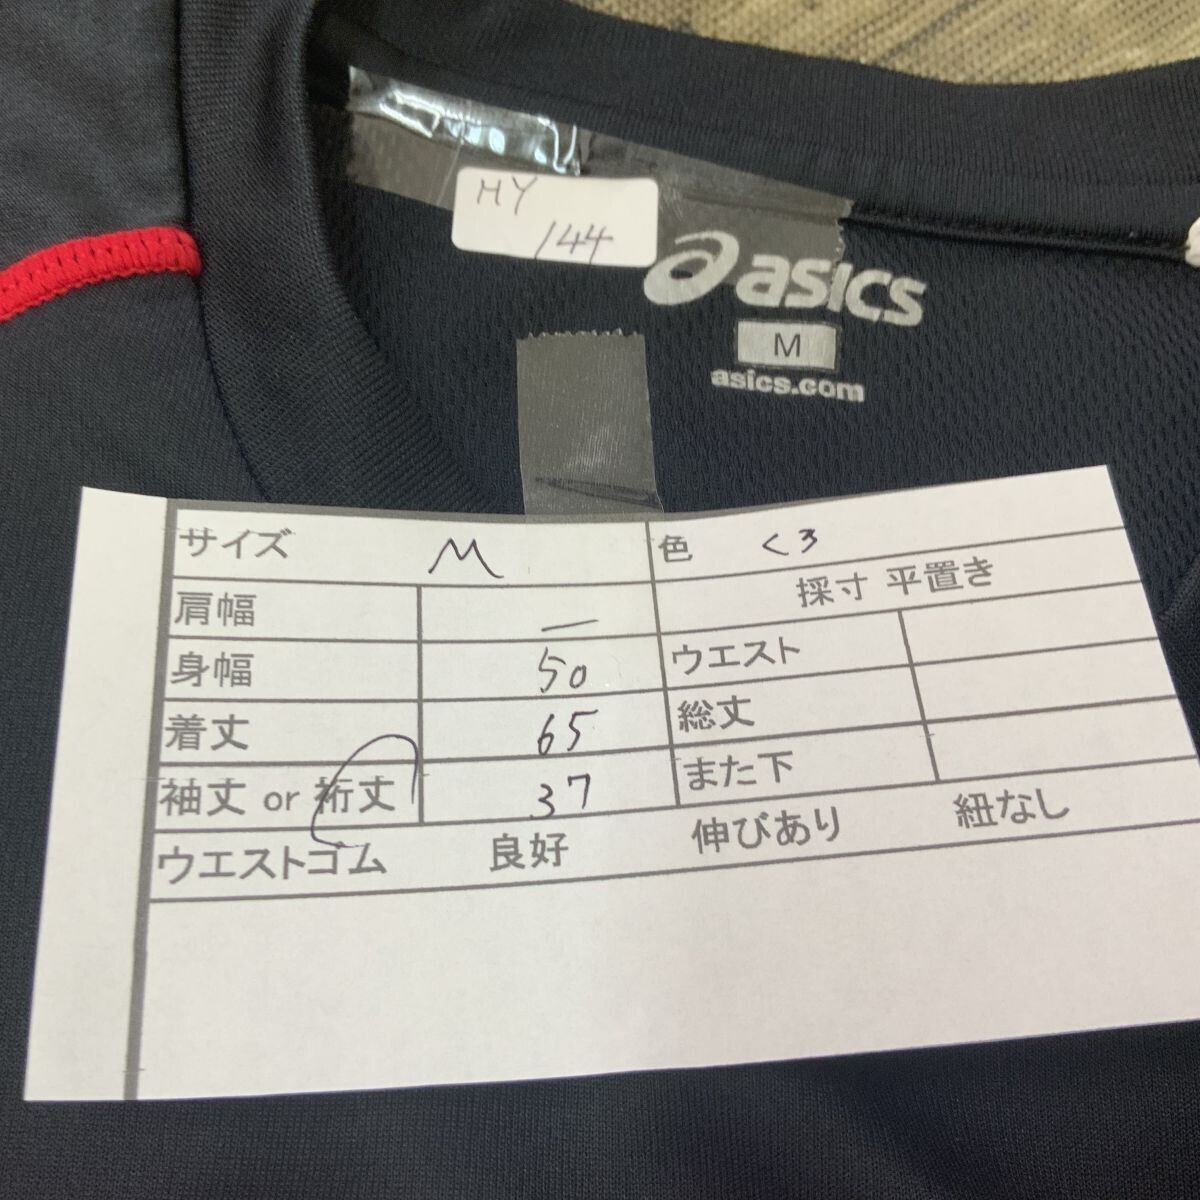 HY
144
asics
M
asics.com
サイズ M 色 くろ
肩幅 — 採寸 平置き
身幅 50 ウエスト
着丈 65 総丈
袖丈 or 裄丈 37 また下
ウエストゴム 良好 伸びあり 紐なし